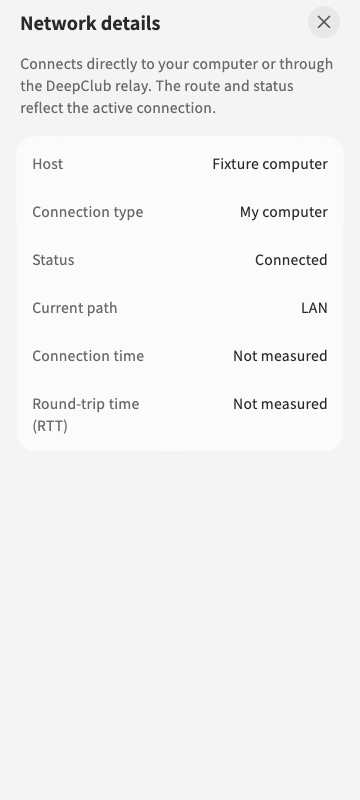 Network details
Connects directly to your computer or through
the DeepClub relay. The route and status
reflect the active connection.
Host Fixture computer
Connection type My computer
Status Connected
Current path LAN
Connection time Not measured
Round-trip time Not measured
(RTT)